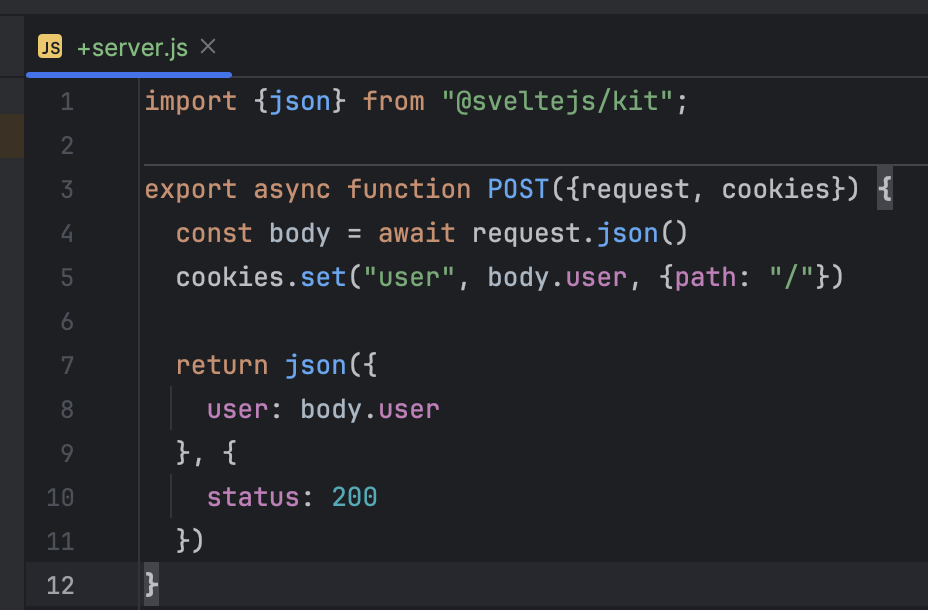 JS +server.js ×
1 import {json} from "@sveltejs/kit";
2
3 export async function POST({request, cookies}) {
4   const body = await request.json()
5   cookies.set("user", body.user, {path: "/"})
6
7   return json({
8     user: body.user
9   }, {
10     status: 200
11   })
12 }